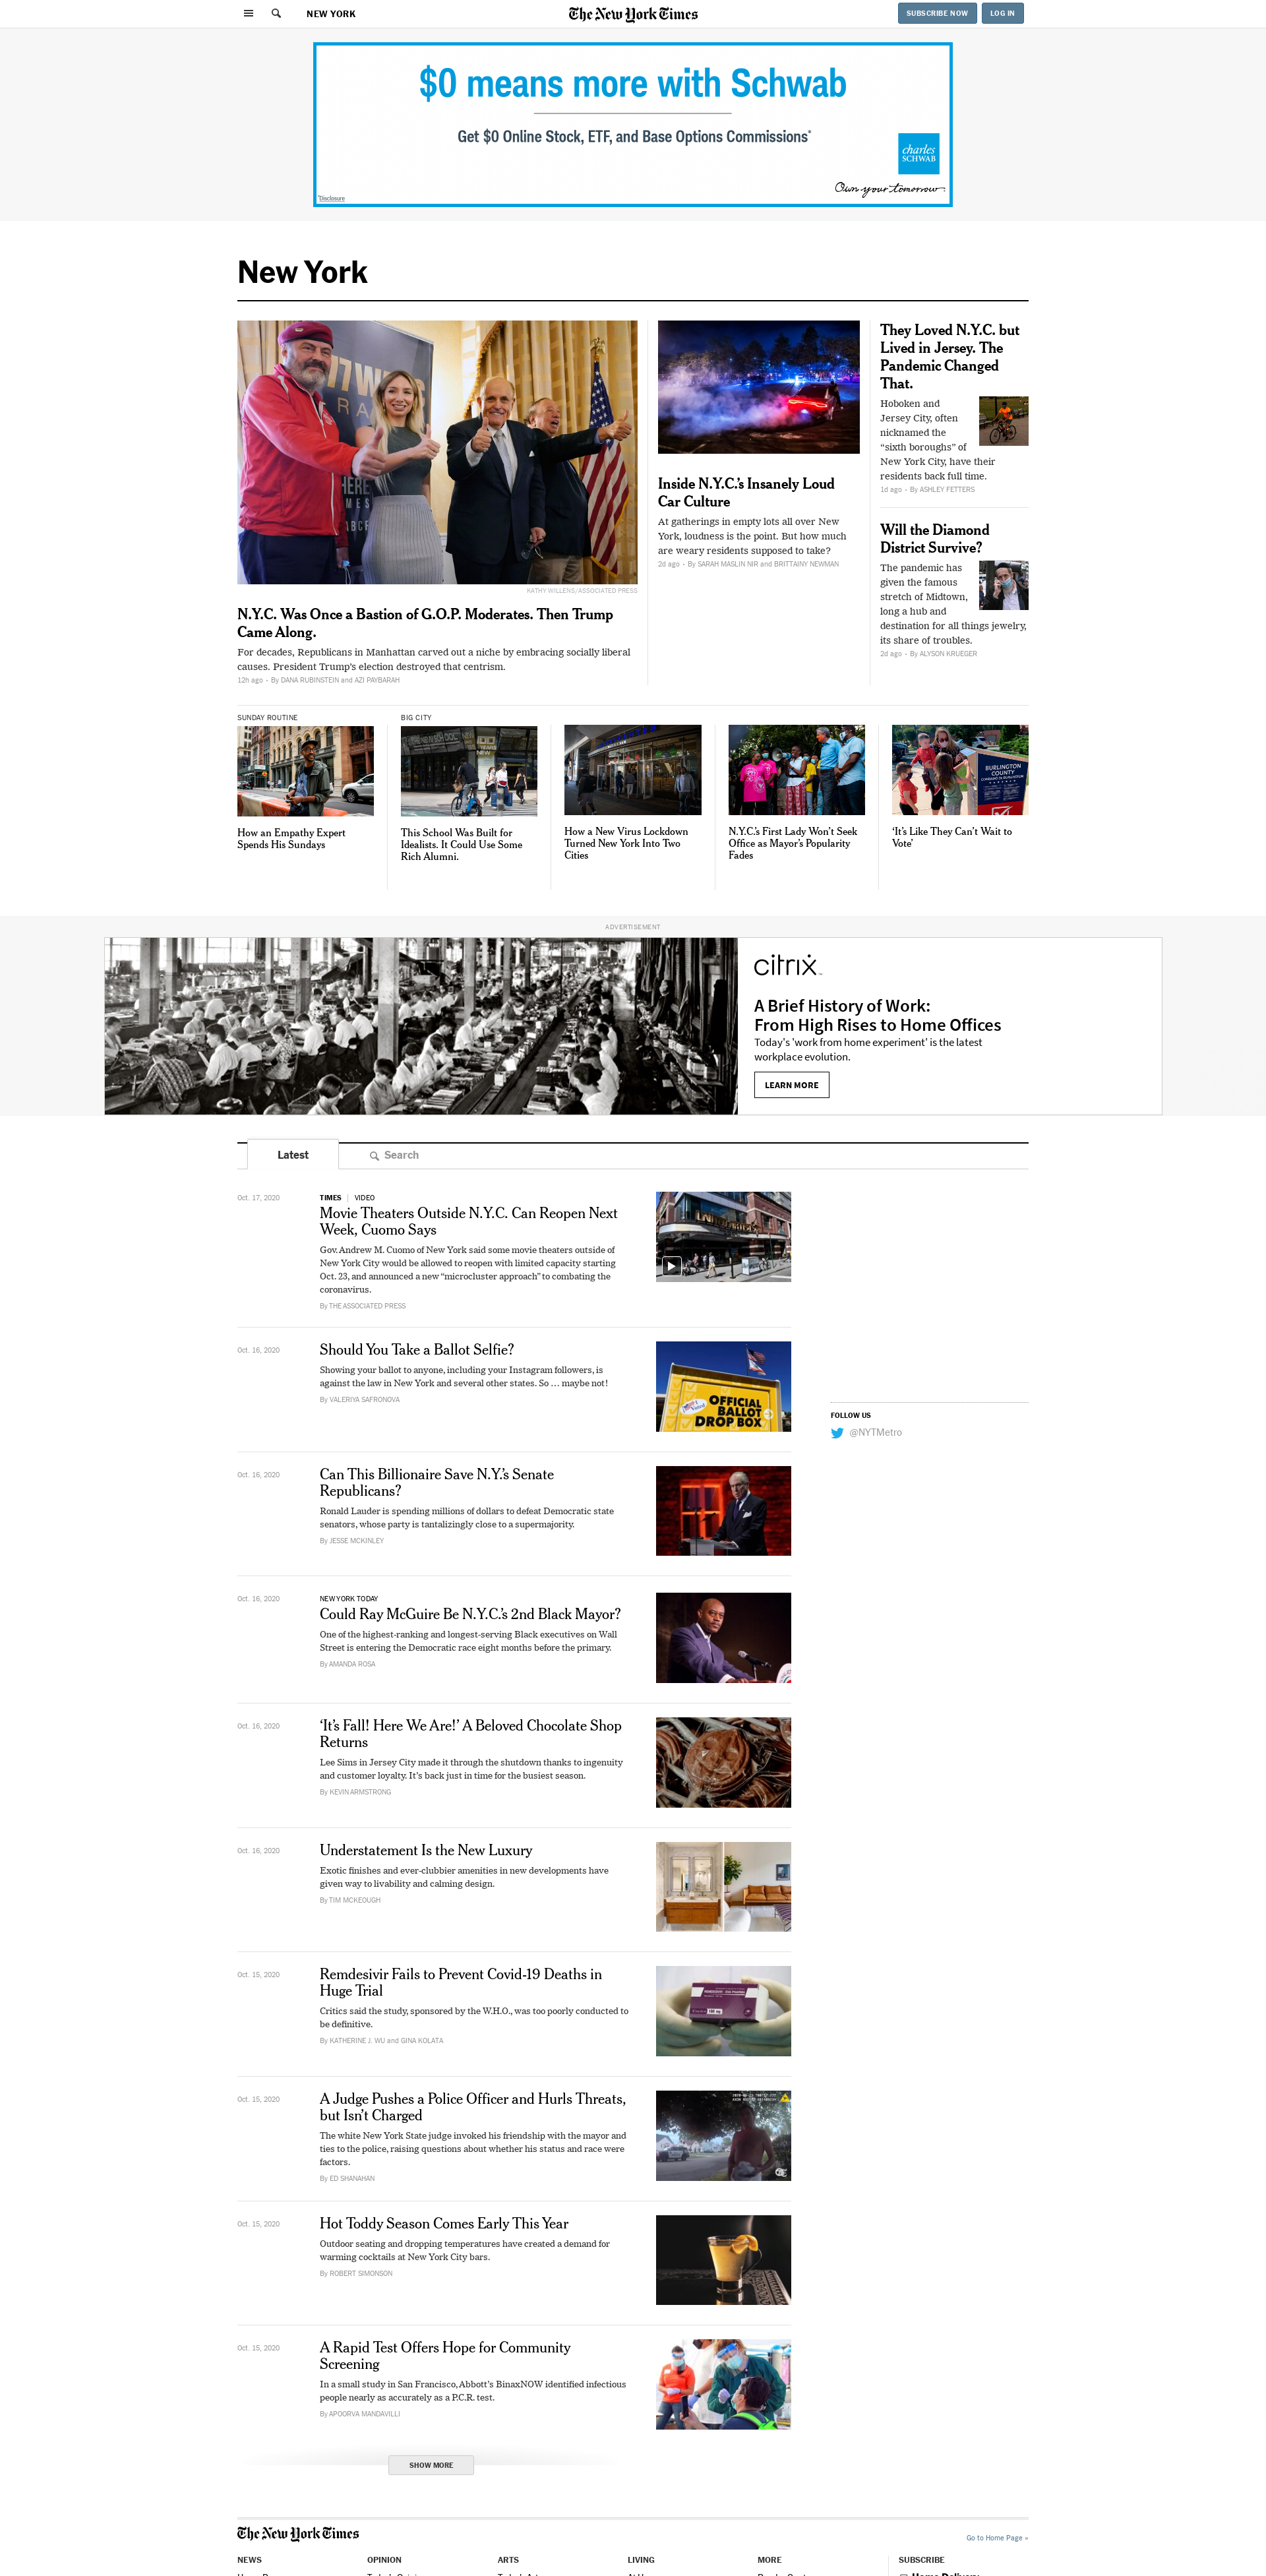 NEW YORK
The New York Times
SUBSCRIBE NOW
LOG IN
$0 means more with Schwab
Get $0 Online Stock, ETF, and Base Options Commissions*
charles
SCHWAB
Own your tomorrow.
*Disclosure
New York
KATHY WILLENS/ASSOCIATED PRESS
N.Y.C. Was Once a Bastion of G.O.P. Moderates. Then Trump
Came Along.
For decades, Republicans in Manhattan carved out a niche by embracing socially liberal
causes. President Trump's election destroyed that centrism.
12h ago • By DANA RUBINSTEIN and AZI PAYBARAH
Inside N.Y.C.'s Insanely Loud
Car Culture
At gatherings in empty lots all over New
York, loudness is the point. But how much
are weary residents supposed to take?
2d ago • By SARAH MASLIN NIR and BRITTAINY NEWMAN
They Loved N.Y.C. but
Lived in Jersey. The
Pandemic Changed
That.
Hoboken and
Jersey City, often
nicknamed the
“sixth boroughs” of
New York City, have their
residents back full time.
1d ago • By ASHLEY FETTERS
Will the Diamond
District Survive?
The pandemic has
given the famous
stretch of Midtown,
long a hub and
destination for all things jewelry,
its share of troubles.
2d ago • By ALYSON KRUEGER
SUNDAY ROUTINE
How an Empathy Expert
Spends His Sundays
BIG CITY
This School Was Built for
Idealists. It Could Use Some
Rich Alumni.
How a New Virus Lockdown
Turned New York Into Two
Cities
N.Y.C.'s First Lady Won't Seek
Office as Mayor's Popularity
Fades
BURLINGTON
COUNTY
‘It's Like They Can't Wait to
Vote’
ADVERTISEMENT
citrix
A Brief History of Work:
From High Rises to Home Offices
Today's 'work from home experiment' is the latest
workplace evolution.
LEARN MORE
Latest
Search
Oct. 17, 2020
TIMES | VIDEO
Movie Theaters Outside N.Y.C. Can Reopen Next
Week, Cuomo Says
Gov. Andrew M. Cuomo of New York said some movie theaters outside of
New York City would be allowed to reopen with limited capacity starting
Oct. 23, and announced a new “microcluster approach” to combating the
coronavirus.
By THE ASSOCIATED PRESS
Oct. 16, 2020
Should You Take a Ballot Selfie?
Showing your ballot to anyone, including your Instagram followers, is
against the law in New York and several other states. So … maybe not!
By VALERIYA SAFRONOVA
OFFICIAL
BALLOT
DROP BOX
FOLLOW US
@NYTMetro
Oct. 16, 2020
Can This Billionaire Save N.Y.'s Senate
Republicans?
Ronald Lauder is spending millions of dollars to defeat Democratic state
senators, whose party is tantalizingly close to a supermajority.
By JESSE MCKINLEY
Oct. 16, 2020
NEW YORK TODAY
Could Ray McGuire Be N.Y.C.'s 2nd Black Mayor?
One of the highest-ranking and longest-serving Black executives on Wall
Street is entering the Democratic race eight months before the primary.
By AMANDA ROSA
Oct. 16, 2020
‘It's Fall! Here We Are!’ A Beloved Chocolate Shop
Returns
Lee Sims in Jersey City made it through the shutdown thanks to ingenuity
and customer loyalty. It's back just in time for the busiest season.
By KEVIN ARMSTRONG
Oct. 16, 2020
Understatement Is the New Luxury
Exotic finishes and ever-clubbier amenities in new developments have
given way to livability and calming design.
By TIM MCKEOUGH
Oct. 15, 2020
Remdesivir Fails to Prevent Covid-19 Deaths in
Huge Trial
Critics said the study, sponsored by the W.H.O., was too poorly conducted to
be definitive.
By KATHERINE J. WU and GINA KOLATA
Oct. 15, 2020
A Judge Pushes a Police Officer and Hurls Threats,
but Isn't Charged
The white New York State judge invoked his friendship with the mayor and
ties to the police, raising questions about whether his status and race were
factors.
By ED SHANAHAN
Oct. 15, 2020
Hot Toddy Season Comes Early This Year
Outdoor seating and dropping temperatures have created a demand for
warming cocktails at New York City bars.
By ROBERT SIMONSON
Oct. 15, 2020
A Rapid Test Offers Hope for Community
Screening
In a small study in San Francisco, Abbott's BinaxNOW identified infectious
people nearly as accurately as a P.C.R. test.
By APOORVA MANDAVILLI
SHOW MORE
The New York Times
Go to Home Page »
NEWS
OPINION
ARTS
LIVING
MORE
SUBSCRIBE